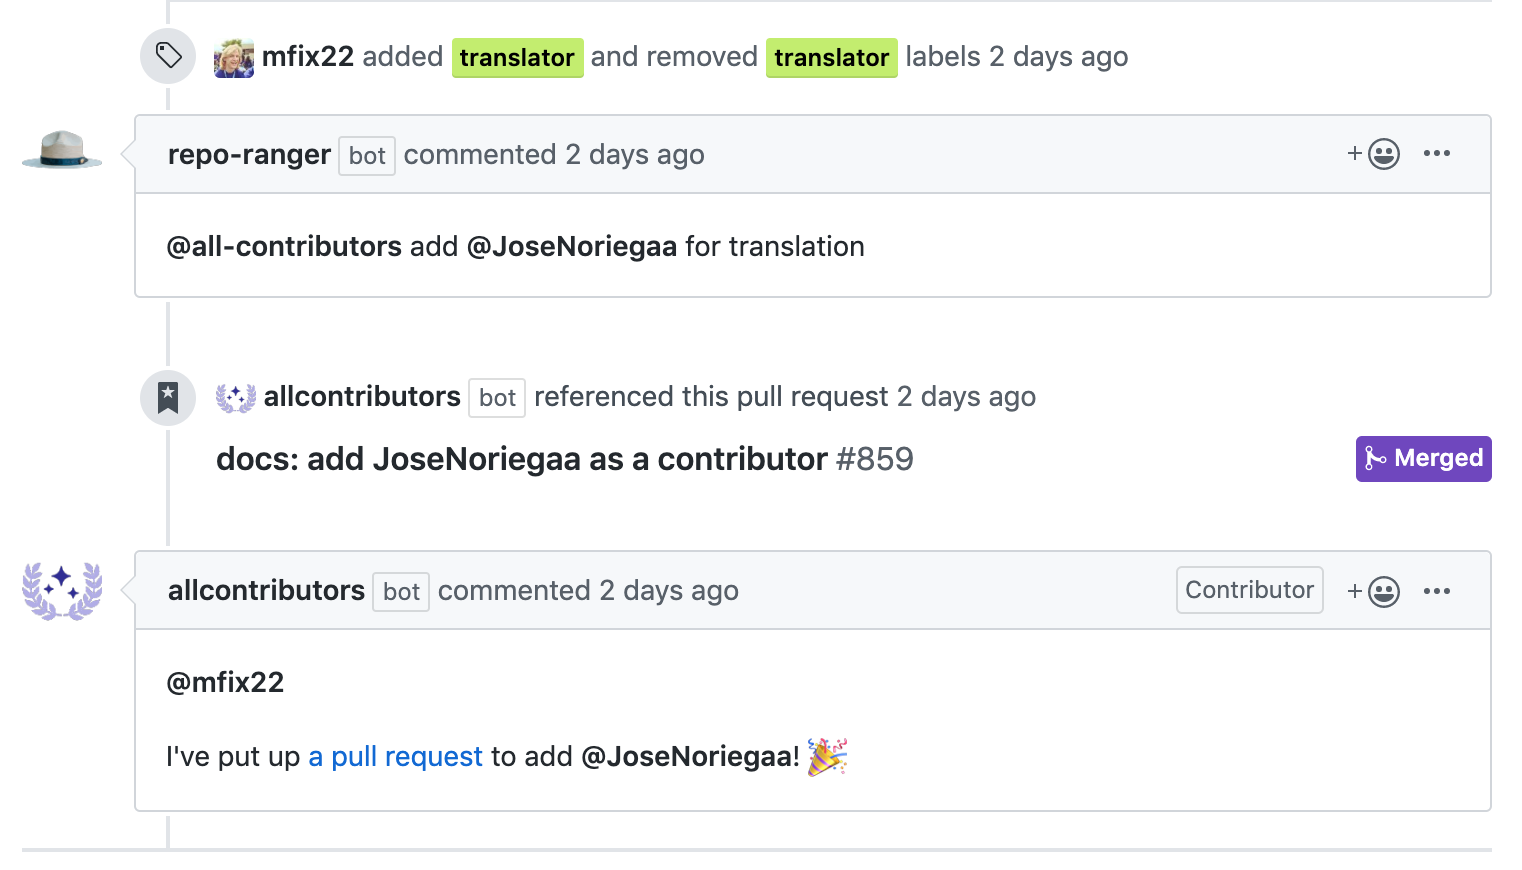 mfix22 added translator and removed translator labels 2 days ago
repo-ranger bot commented 2 days ago
@all-contributors add @JoseNoriegaa for translation
allcontributors bot referenced this pull request 2 days ago
docs: add JoseNoriegaa as a contributor #859
Merged
allcontributors bot commented 2 days ago
Contributor
@mfix22
I've put up a pull request to add @JoseNoriegaa! 🎉